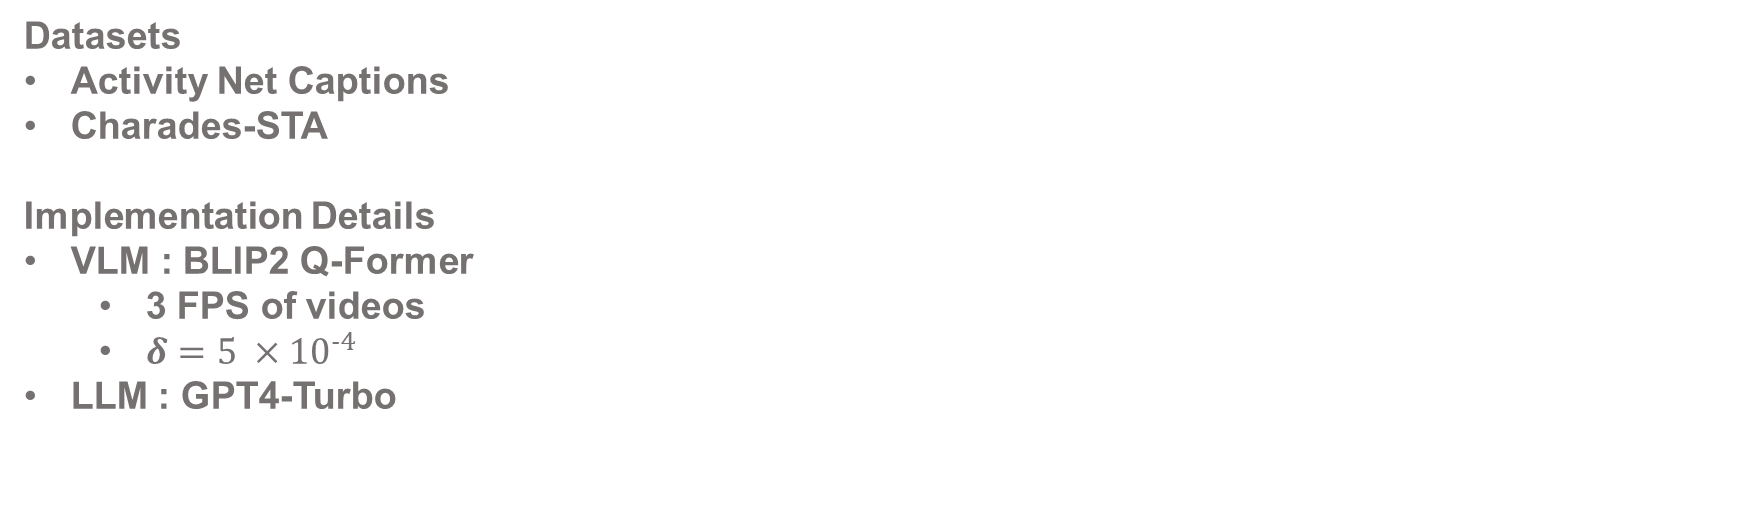 Datasets
• Activity Net Captions
• Charades-STA
Implementation Details
• VLM : BLIP2 Q-Former
• 3 FPS of videos
• 𝜹 = 5 × 10⁻⁴
• LLM : GPT4-Turbo